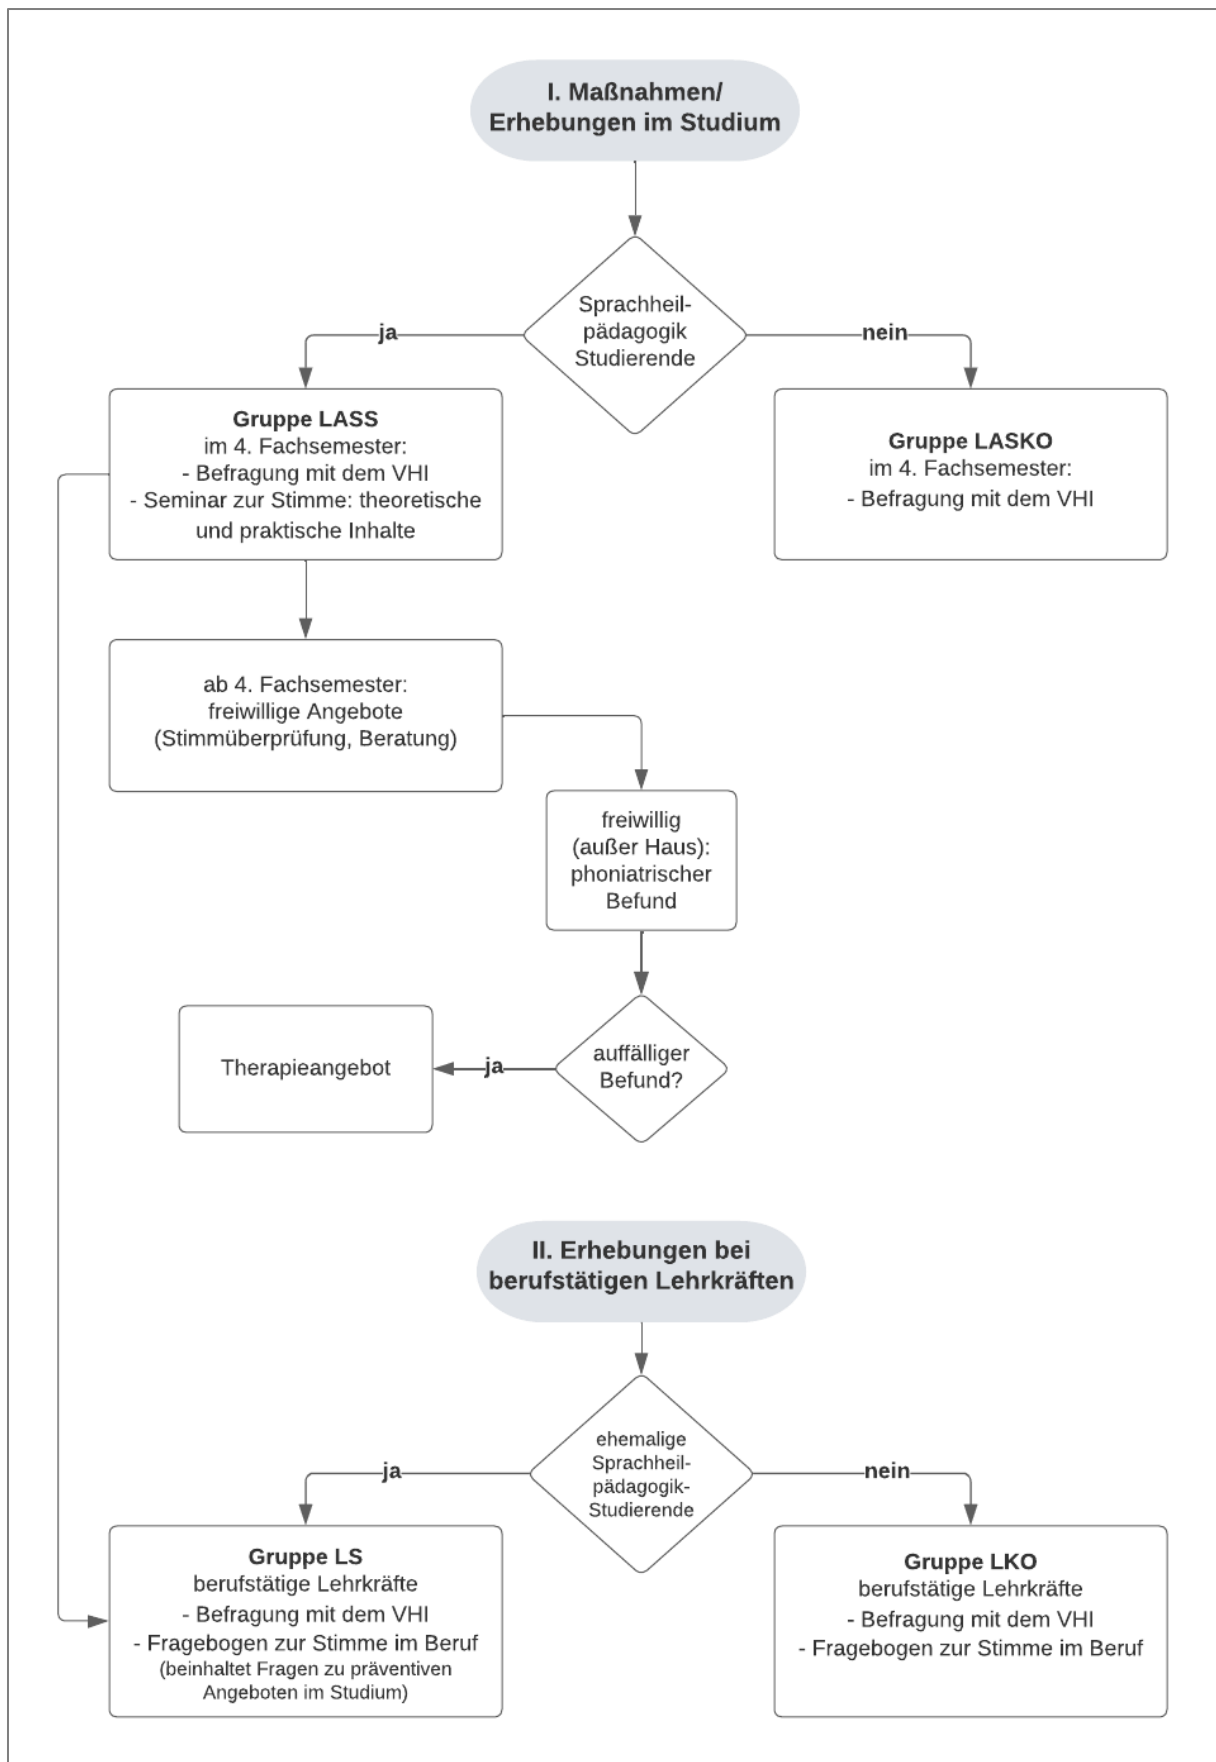 I. Maßnahmen/
Erhebungen im Studium
Sprachheil-
pädagogik
Studierende
ja
nein
Gruppe LASS
im 4. Fachsemester:
- Befragung mit dem VHI
- Seminar zur Stimme: theoretische
und praktische Inhalte
Gruppe LASKO
im 4. Fachsemester:
- Befragung mit dem VHI
ab 4. Fachsemester:
freiwillige Angebote
(Stimmüberprüfung, Beratung)
freiwillig
(außer Haus):
phoniatrischer
Befund
auffälliger
Befund?
ja
Therapieangebot
II. Erhebungen bei
berufstätigen Lehrkräften
ehemalige
Sprachheil-
pädagogik-
Studierende
ja
nein
Gruppe LS
berufstätige Lehrkräfte
- Befragung mit dem VHI
- Fragebogen zur Stimme im Beruf
(beinhaltet Fragen zu präventiven
Angeboten im Studium)
Gruppe LKO
berufstätige Lehrkräfte
- Befragung mit dem VHI
- Fragebogen zur Stimme im Beruf